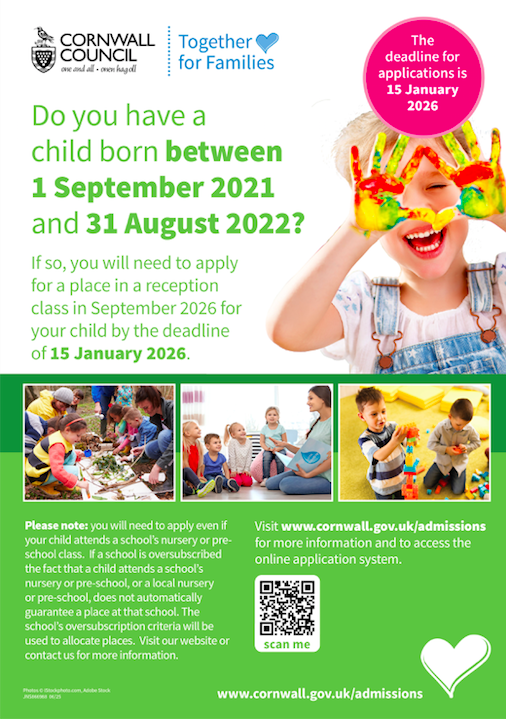 CORNWALL
COUNCIL
one and all • onen hag oll
Together
for Families
The
deadline for
applications is
15 January
2026
Do you have a
child born between
1 September 2021
and 31 August 2022?
If so, you will need to apply
for a place in a reception
class in September 2026 for
your child by the deadline
of 15 January 2026.
Please note: you will need to apply even if
your child attends a school's nursery or pre-
school class. If a school is oversubscribed
the fact that a child attends a school's
nursery or pre-school, or a local nursery
or pre-school, does not automatically
guarantee a place at that school. The
school's oversubscription criteria will be
used to allocate places. Visit our website or
contact us for more information.
Visit www.cornwall.gov.uk/admissions
for more information and to access the
online application system.
scan me
Photos © iStockphoto.com, Adobe Stock
www.cornwall.gov.uk/admissions